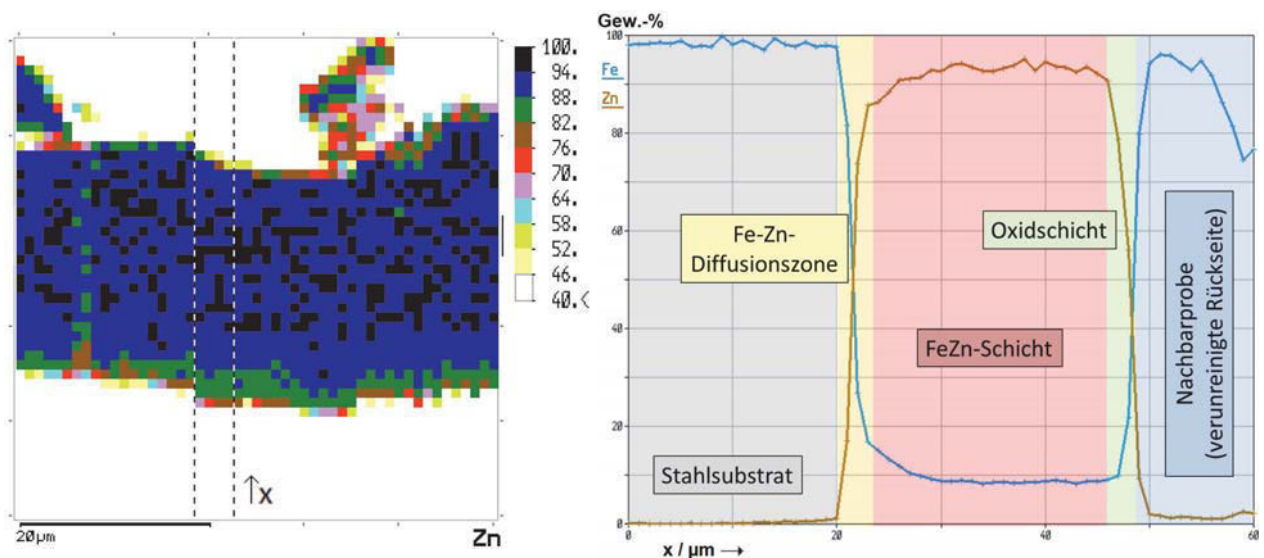 100.
94.
88.
82.
76.
70.
64.
58.
52.
46.
40.<
↑x
20µm
Zn
Gew.-%
100
Fe
Zn
80
60
40
20
Fe-Zn-
Diffusionszone
Oxidschicht
FeZn-Schicht
Stahlsubstrat
Nachbarprobe
(verunreinigte Rückseite)
0
20
40
60
x / µm →